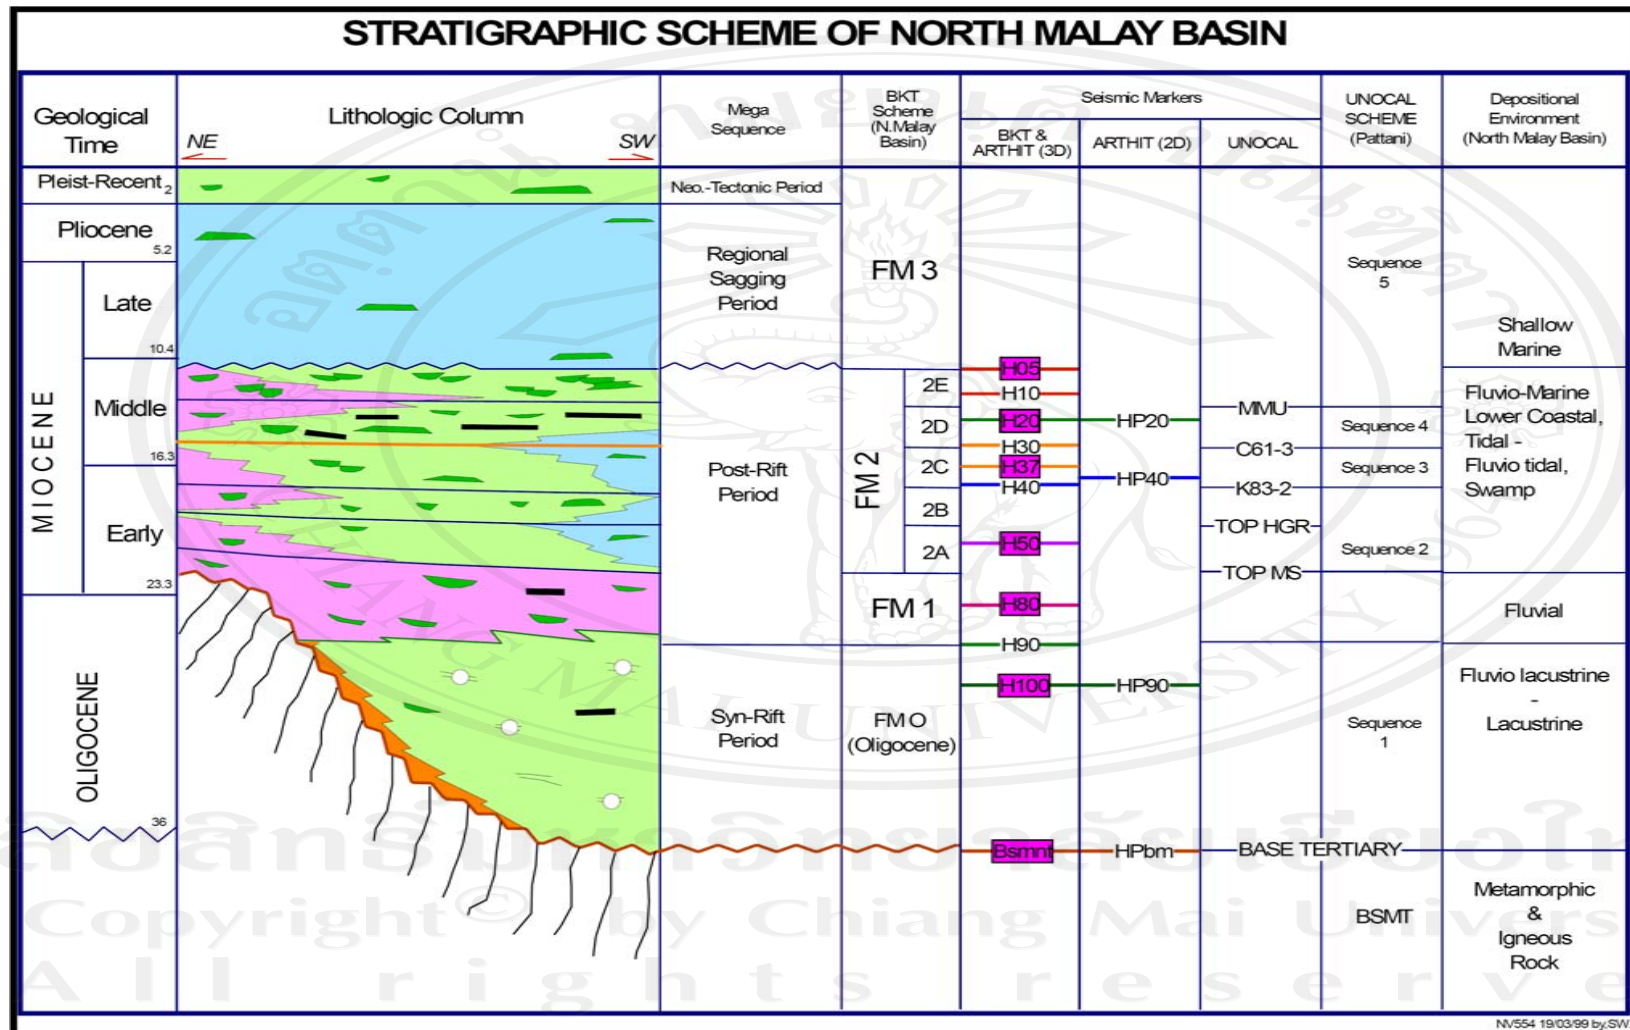 STRATIGRAPHIC SCHEME OF NORTH MALAY BASIN
Geological
Time
Lithologic Column
NE
SW
Mega
Sequence
BKT
Scheme
(N.Malay
Basin)
Seismic Markers
BKT &
ARTHIT (3D)
ARTHIT (2D)
UNOCAL
UNOCAL
SCHEME
(Pattani)
Depositional
Environment
(North Malay Basin)
Pleist-Recent 2
Neo.-Tectonic Period
Pliocene
5.2
MIOCENE
Late
10.4
Middle
16.3
Early
23.3
OLIGOCENE
36
Regional
Sagging
Period
Post-Rift
Period
Syn-Rift
Period
FM 3
FM 2
2E
2D
2C
2B
2A
FM 1
FM O
(Oligocene)
H05
H10
H20
H30
H37
H40
H50
H80
H90
H100
Bsmnt
HP20
HP40
HP90
HPbm
MMU
C61-3
K83-2
TOP HGR
TOP MS
BASE TERTIARY
Sequence
5
Sequence 4
Sequence 3
Sequence 2
Sequence
1
BSMT
Shallow
Marine
Fluvio-Marine
Lower Coastal,
Tidal -
Fluvio tidal,
Swamp
Fluvial
Fluvio lacustrine
-
Lacustrine
Metamorphic
&
Igneous
Rock
CHIANG MAI UNIVERSITY 1964
Copyright© by Chiang Mai Univers
All rights reserve
NV554 19/03/99 by;SW